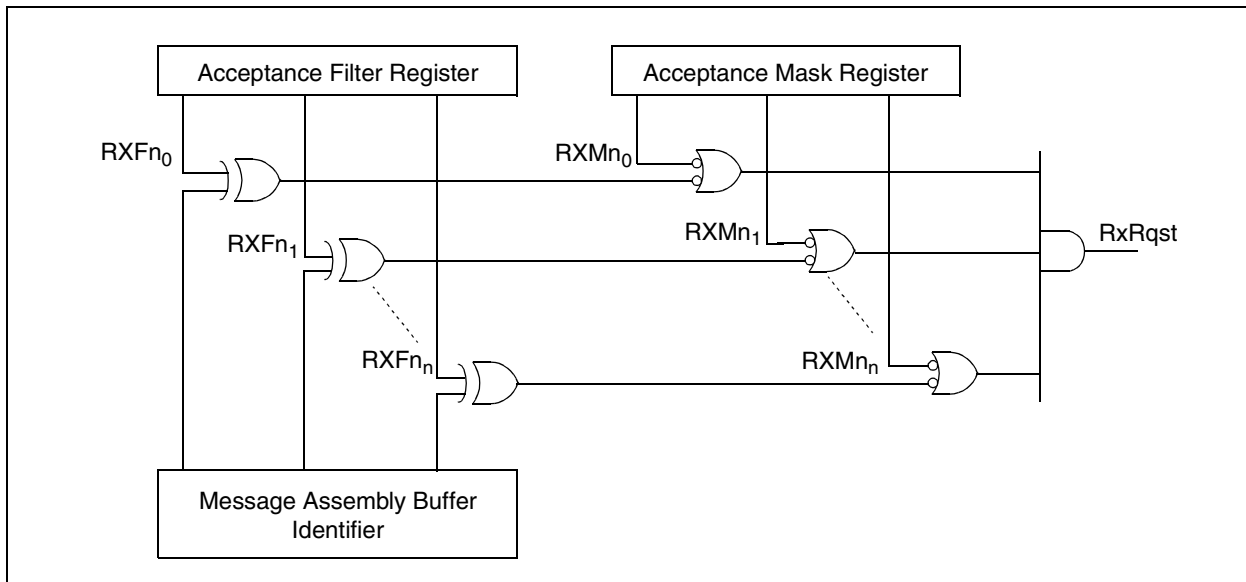 Acceptance Filter Register
Acceptance Mask Register
RXFn0
RXMn0
RXFn1
RXMn1
RxRqst
RXFnn
RXMnn
Message Assembly Buffer
Identifier